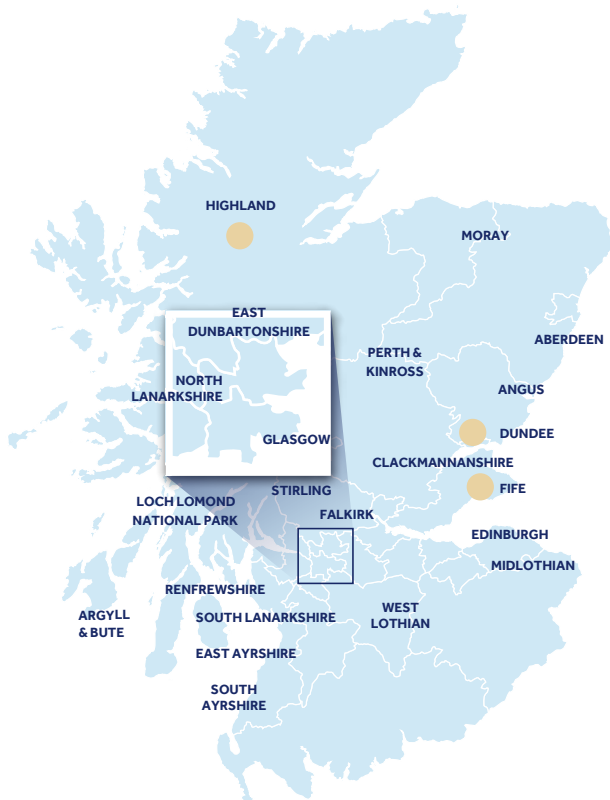 HIGHLAND
MORAY
EAST
DUNBARTONSHIRE
ABERDEEN
PERTH &
KINROSS
NORTH
LANARKSHIRE
ANGUS
GLASGOW
DUNDEE
CLACKMANNANSHIRE
STIRLING
FIFE
LOCH LOMOND
NATIONAL PARK
FALKIRK
EDINBURGH
MIDLOTHIAN
RENFREWSHIRE
ARGYLL
& BUTE
SOUTH LANARKSHIRE
WEST
LOTHIAN
EAST AYRSHIRE
SOUTH
AYRSHIRE